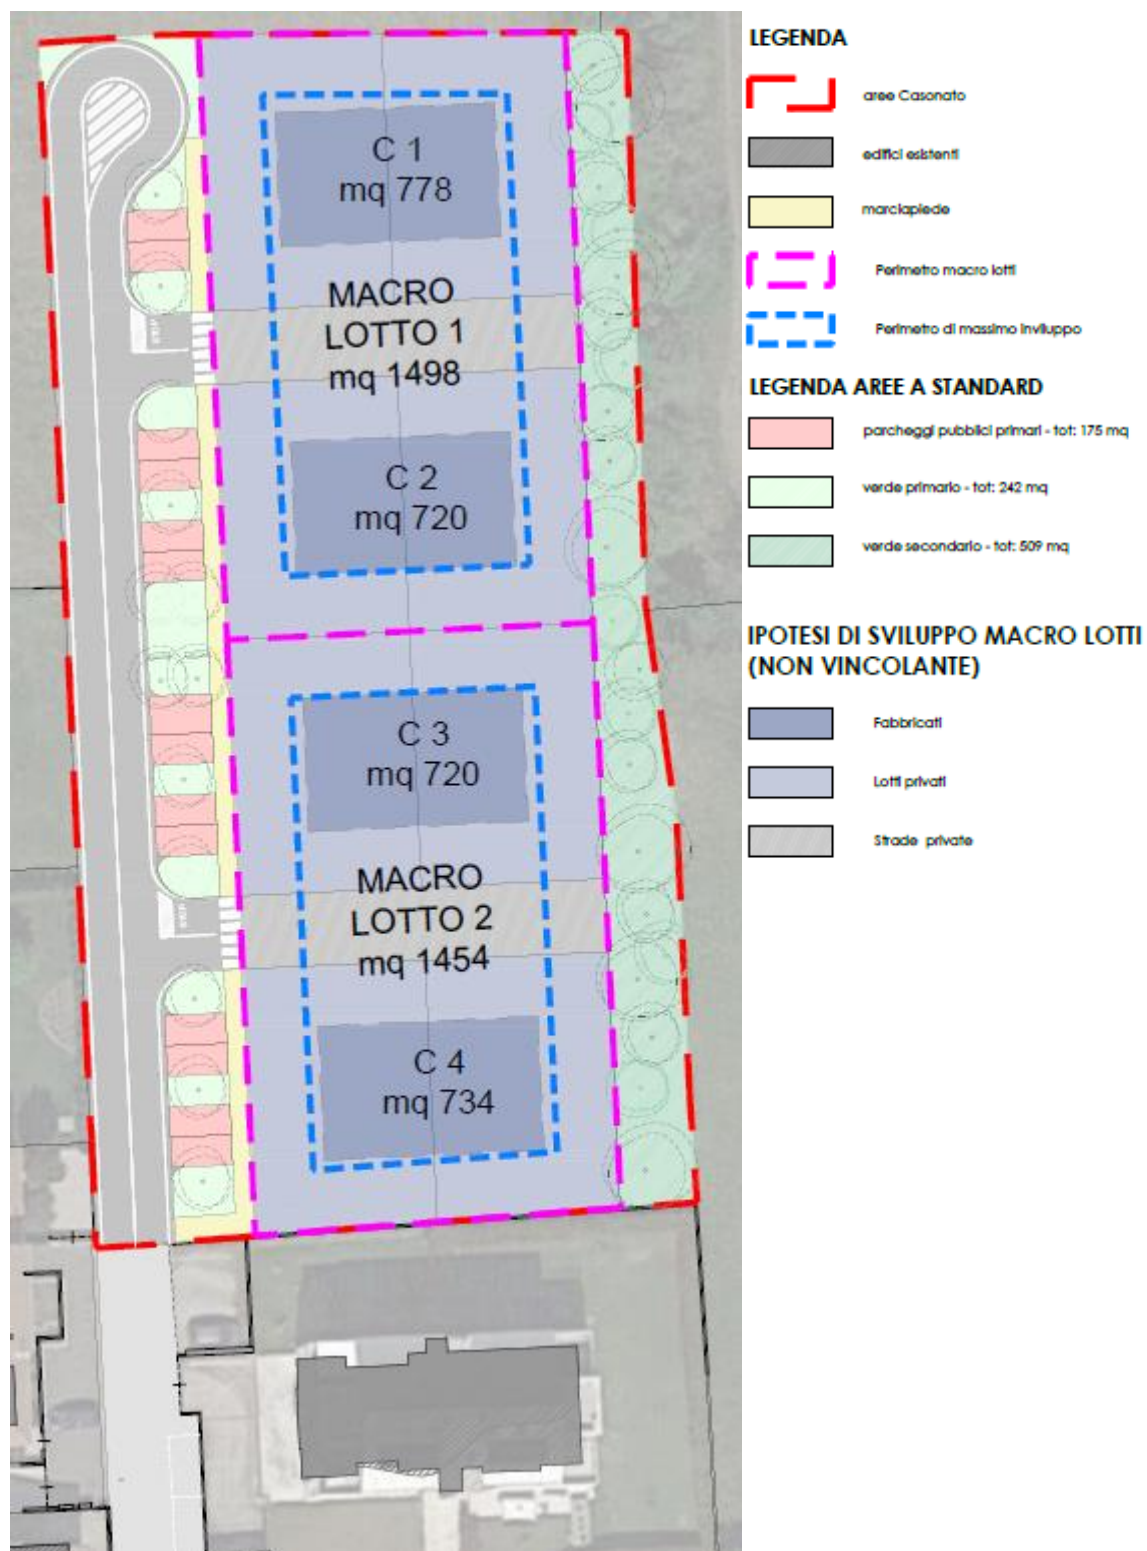 C 1
mq 778
MACRO
LOTTO 1
mq 1498
C 2
mq 720
C 3
mq 720
MACRO
LOTTO 2
mq 1454
C 4
mq 734
LEGENDA
aree Casonato
edifici esistenti
marciapiede
Perimetro macro lotti
Perimetro di massimo inviluppo
LEGENDA AREE A STANDARD
parcheggi pubblici primari - tot: 175 mq
verde primario - tot: 242 mq
verde secondario - tot: 509 mq
IPOTESI DI SVILUPPO MACRO LOTTI
(NON VINCOLANTE)
Fabbricati
Lotti privati
Strade private